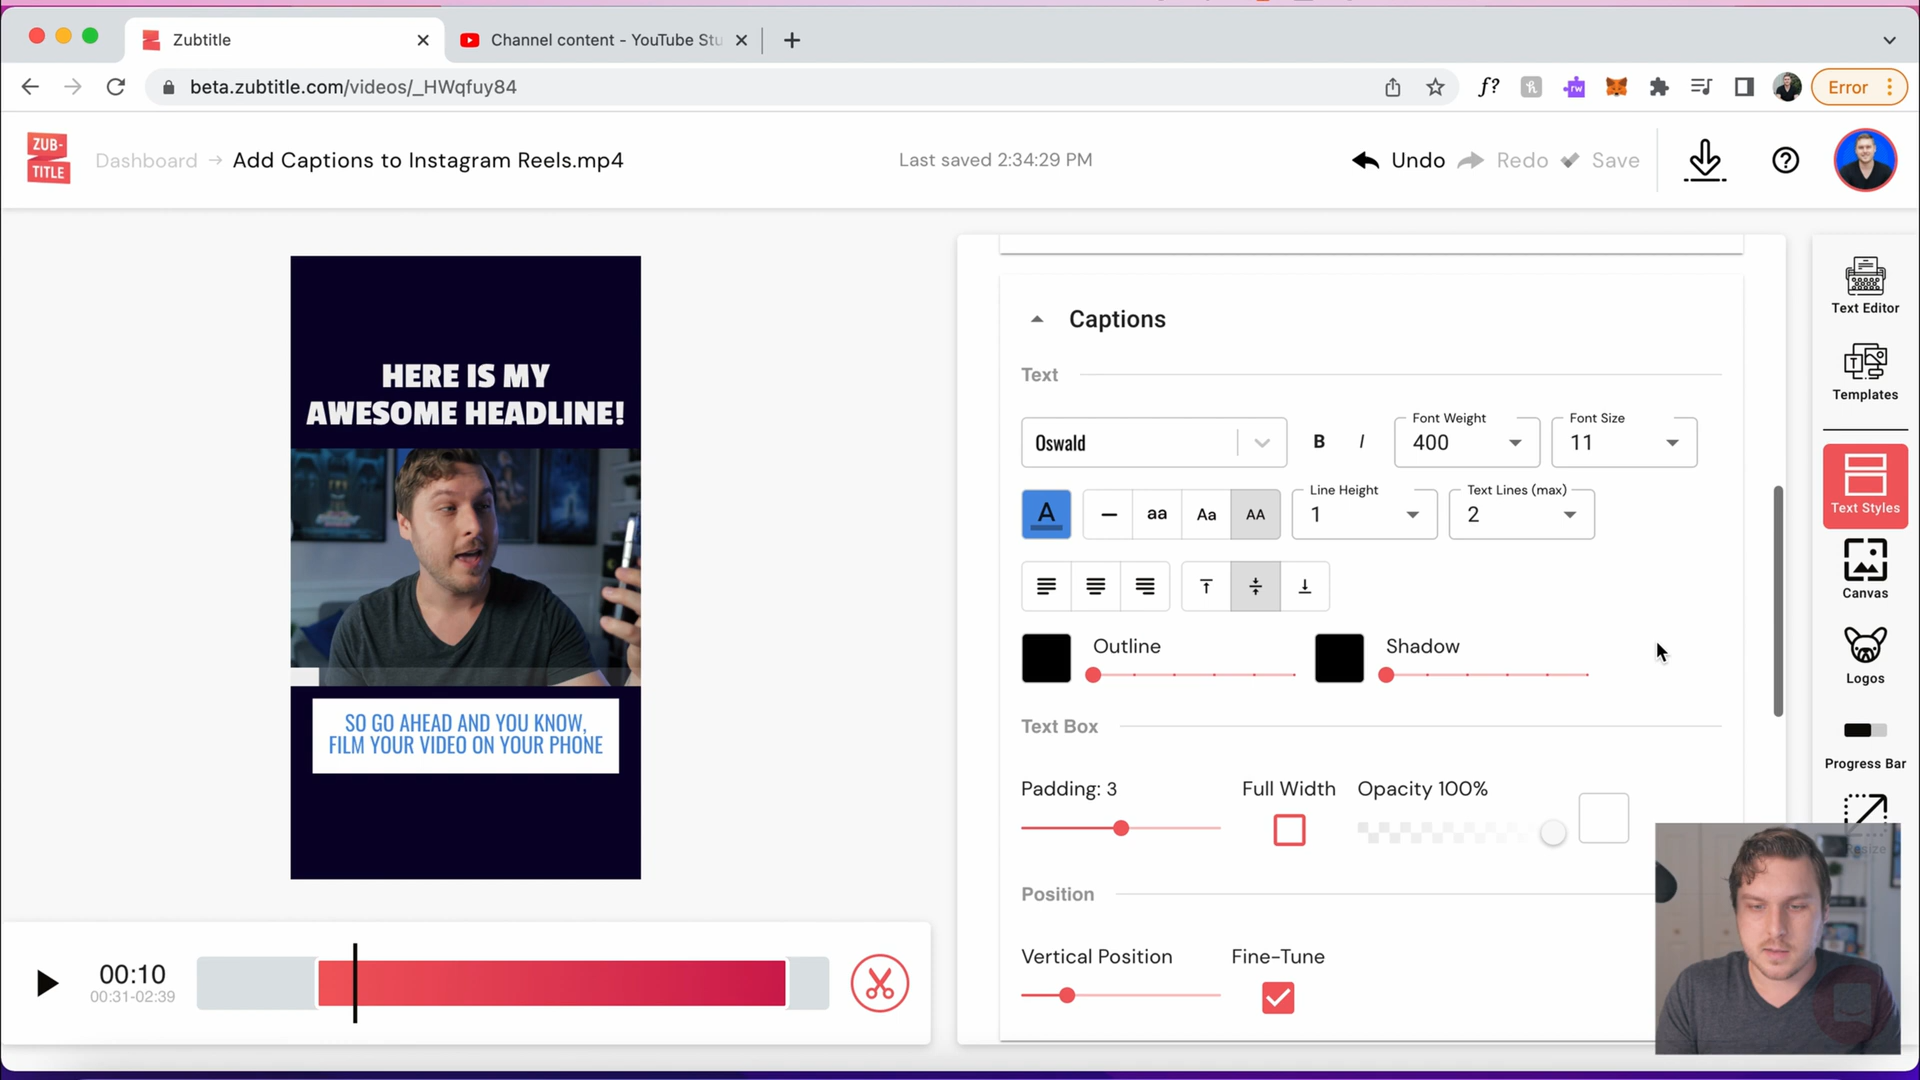 Zubtitle
Channel content - YouTube Stu
beta.zubtitle.com/videos/_HWqfuy84
f?
rw
Error
ZUB-
TITLE
Dashboard → Add Captions to Instagram Reels.mp4
Last saved 2:34:29 PM
Undo
Redo
Save
Text Editor
Templates
Text Styles
Canvas
Logos
Progress Bar
Resize
HERE IS MY
AWESOME HEADLINE!
SO GO AHEAD AND YOU KNOW,
FILM YOUR VIDEO ON YOUR PHONE
00:10
00:31-02:39
Captions
Text
Oswald
B
I
Font Weight
400
Font Size
11
A
aa
Aa
AA
Line Height
1
Text Lines (max)
2
Outline
Shadow
Text Box
Padding: 3
Full Width
Opacity 100%
Position
Vertical Position
Fine-Tune